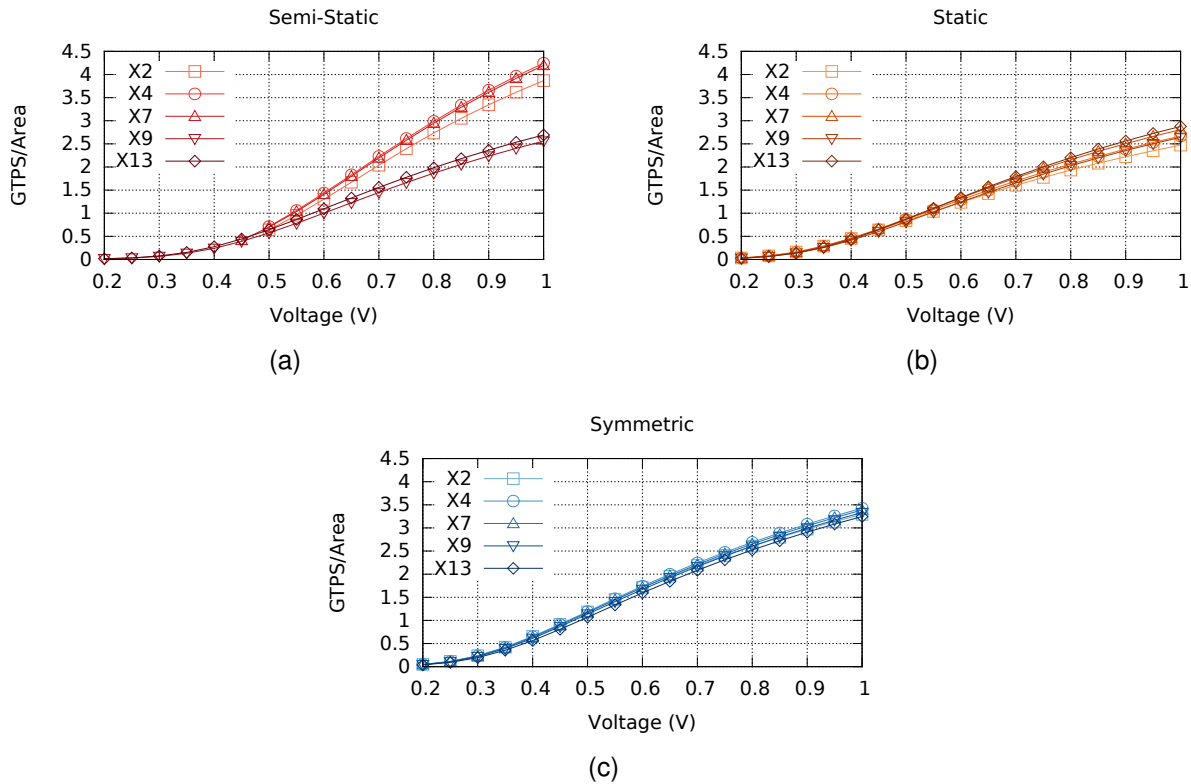 Semi-Static
GTPS/Area
4.5
4
3.5
3
2.5
2
1.5
1
0.5
0
X2
X4
X7
X9
X13
0.2 0.3 0.4 0.5 0.6 0.7 0.8 0.9 1
Voltage (V)
(a)
Static
GTPS/Area
4.5
4
3.5
3
2.5
2
1.5
1
0.5
0
X2
X4
X7
X9
X13
0.2 0.3 0.4 0.5 0.6 0.7 0.8 0.9 1
Voltage (V)
(b)
Symmetric
GTPS/Area
4.5
4
3.5
3
2.5
2
1.5
1
0.5
0
X2
X4
X7
X9
X13
0.2 0.3 0.4 0.5 0.6 0.7 0.8 0.9 1
Voltage (V)
(c)